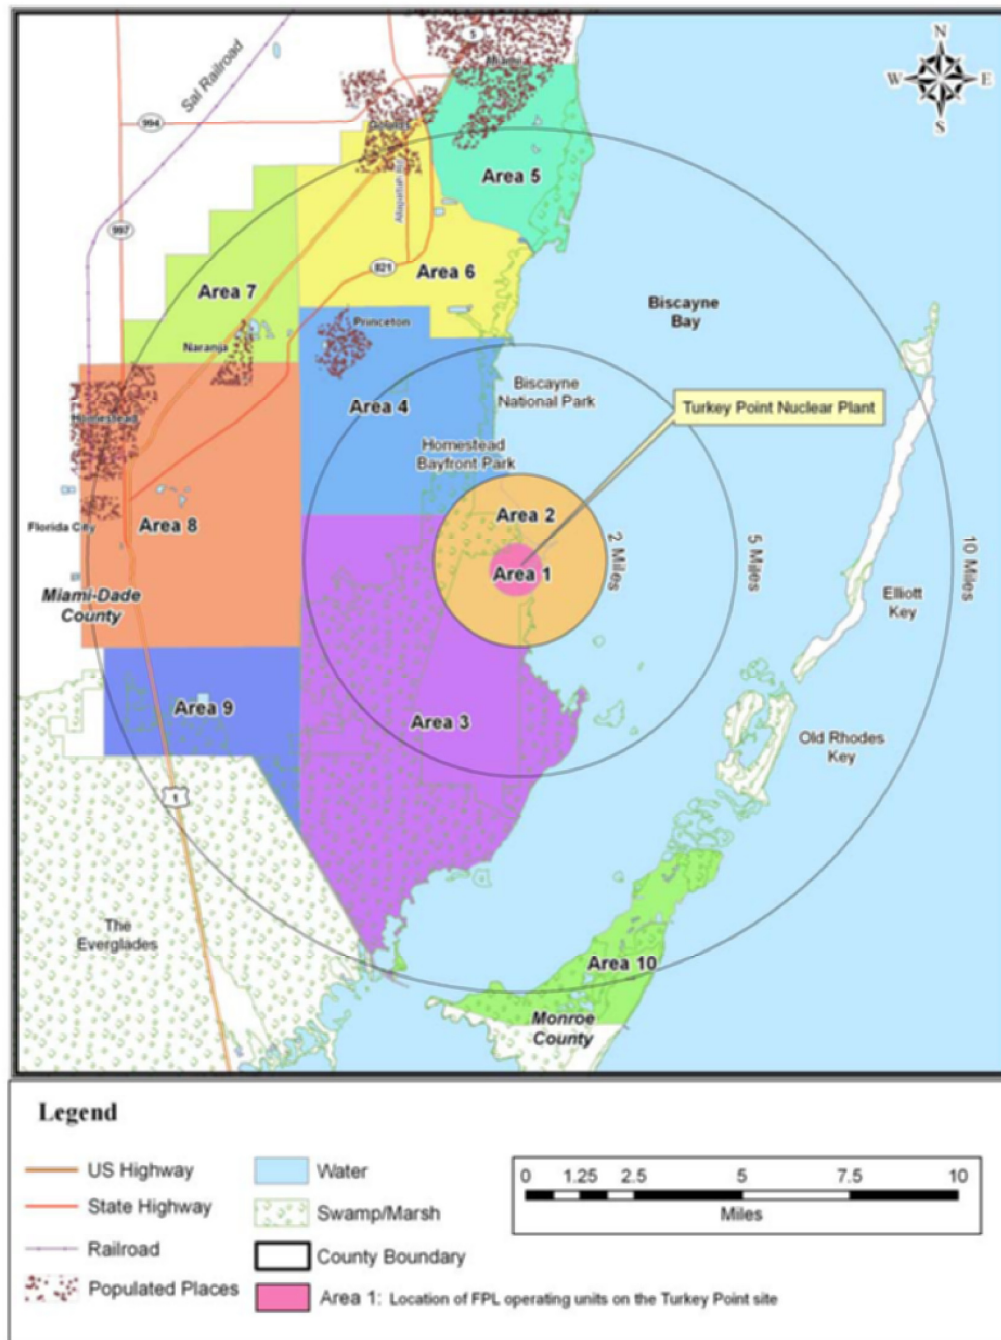 N
W E
S
5
Miami
Sal Railroad
994
Area 5
997
821
Area 6
Area 7
Biscayne
Bay
Princeton
Naranja
Biscayne
National Park
Turkey Point Nuclear Plant
Area 4
Homestead
Homestead
Bayfront Park
Area 2
Florida City
Area 8
2 Miles
5 Miles
10 Miles
Area 1
Miami-Dade
County
Elliott
Key
Area 9
Area 3
Old Rhodes
Key
1
The
Everglades
Area 10
Monroe
County
Legend
US Highway
State Highway
Railroad
Populated Places
Water
Swamp/Marsh
County Boundary
Area 1: Location of FPL operating units on the Turkey Point site
0 1.25 2.5 5 7.5 10
Miles